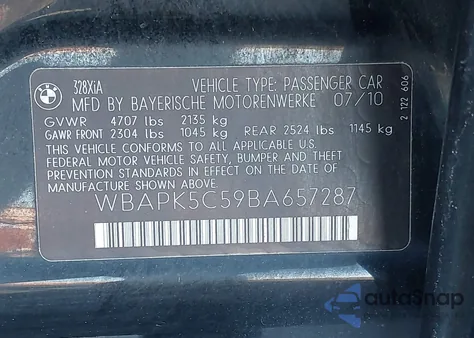 BMW
328XiA
VEHICLE TYPE: PASSENGER CAR
MFD BY BAYERISCHE MOTORENWERKE 07/10
GVWR 4707 lbs 2135 kg
GAWR FRONT 2304 lbs 1045 kg REAR 2524 lbs 1145 kg
THIS VEHICLE CONFORMS TO ALL APPLICABLE U.S.
FEDERAL MOTOR VEHICLE SAFETY, BUMPER AND THEFT
PREVENTION STANDARDS IN EFFECT ON THE DATE OF
MANUFACTURE SHOWN ABOVE.
WBAPK5C59BA657287
2 122 606
autoSnap